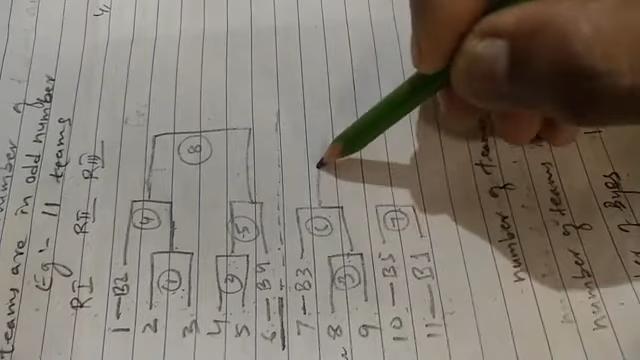 number of
teams are in odd number
Eg:- 11 teams
RI RII RIII
1—B2
2
3
4
5
6—B4
7—B3
8
9
10—B5
11—B1
1
2
3
4
5
6
7
8
number of teams
number of teams
of Byes